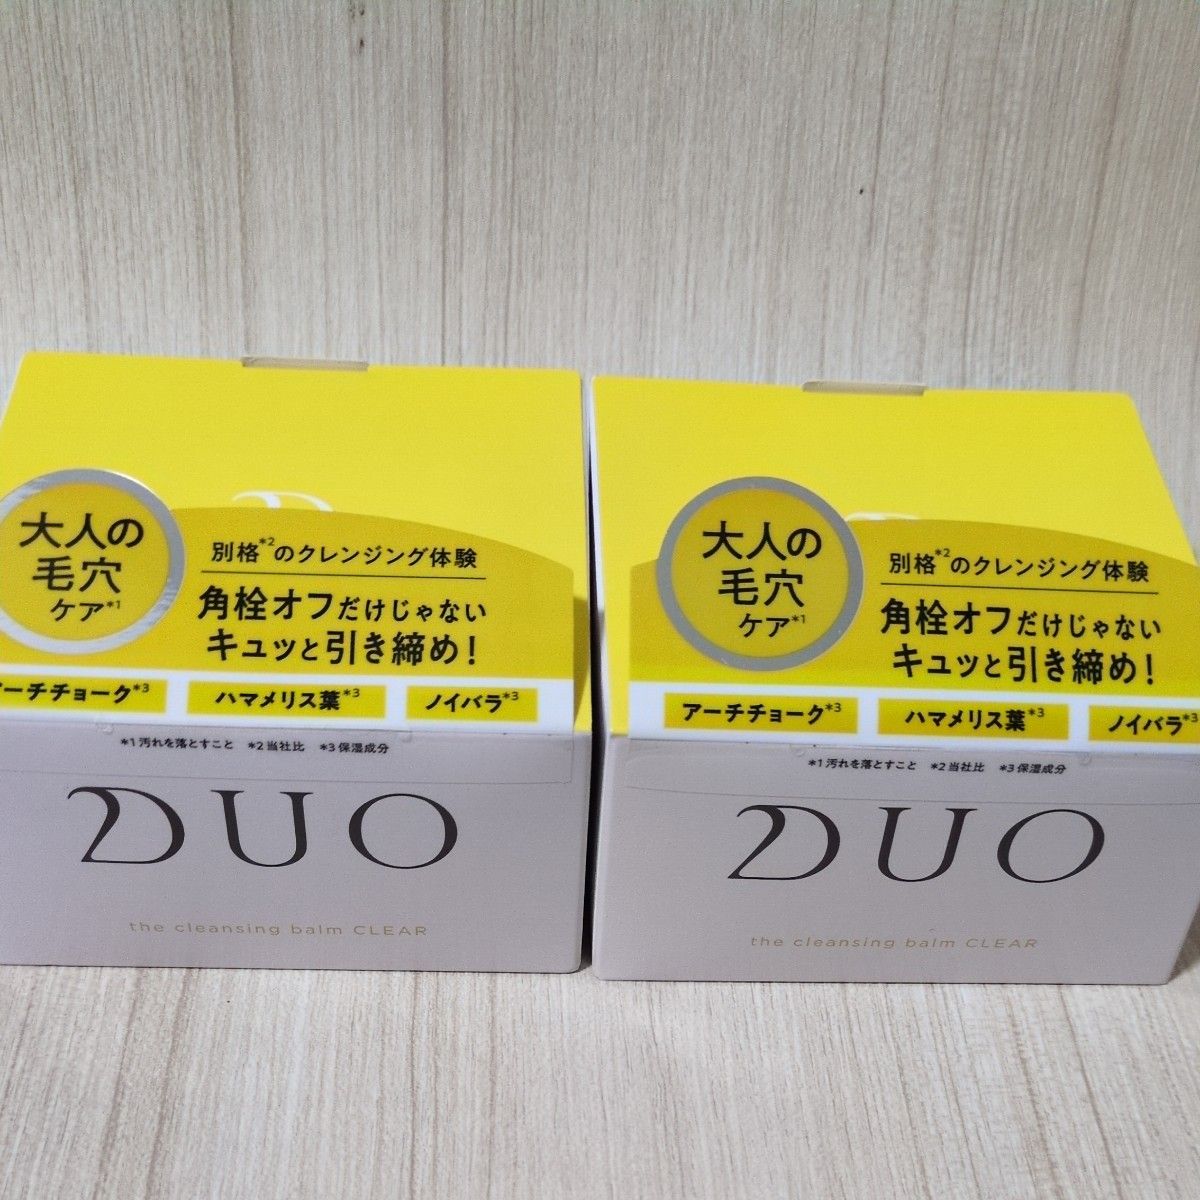 大人の
毛穴
ケア*1
別格*2のクレンジング体験
角栓オフだけじゃない
キュッと引き締め!
ーチチョーク*3
ハマメリス葉*3
ノイバラ*3
*1 汚れを落とすこと *2 当社比 *3 保湿成分
DUO
the cleansing balm CLEAR
大人の
毛穴
ケア*1
別格*2のクレンジング体験
角栓オフだけじゃない
キュッと引き締め!
アーチチョーク*3
ハマメリス葉*3
ノイバラ*3
*1 汚れを落とすこと *2 当社比 *3 保湿成分
DUO
the cleansing balm CLEAR